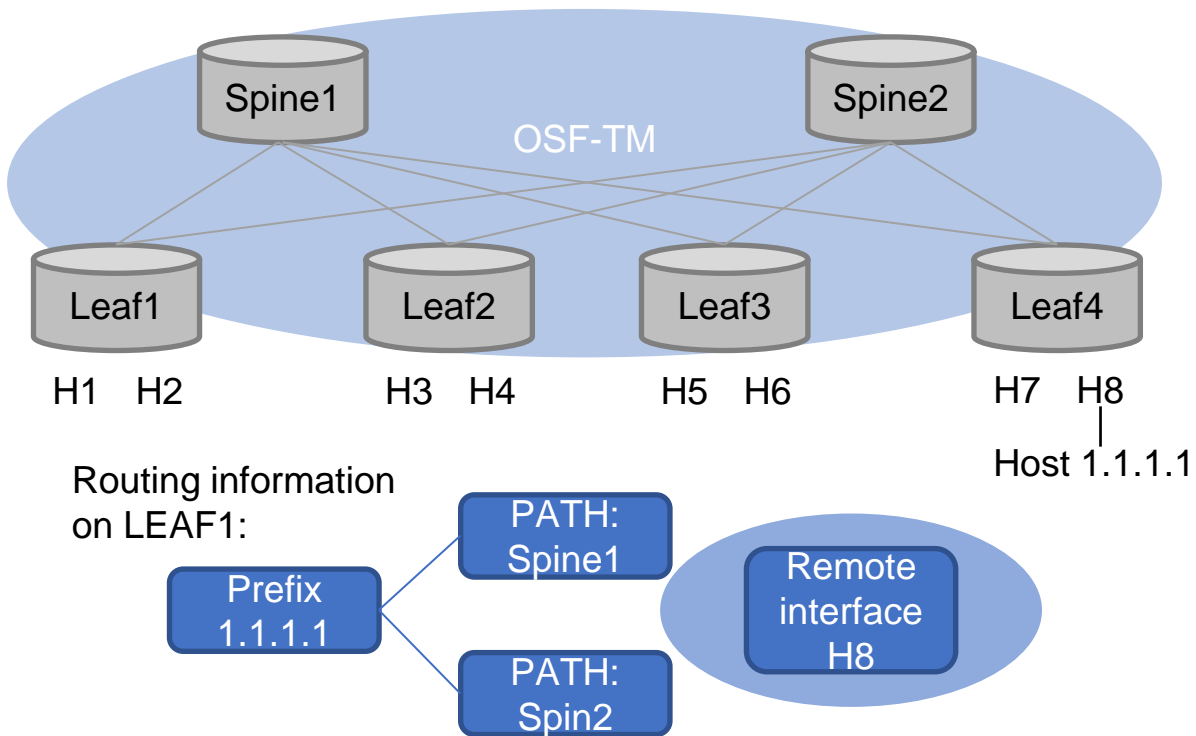 Spine1
Spine2
OSF-TM
Leaf1
Leaf2
Leaf3
Leaf4
H1 H2
H3 H4
H5 H6
H7 H8
Host 1.1.1.1
Routing information
on LEAF1:
Prefix
1.1.1.1
PATH:
Spine1
PATH:
Spin2
Remote
interface
H8